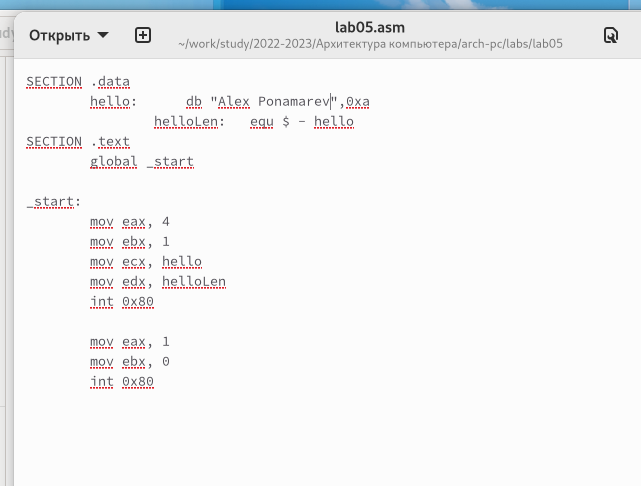 Открыть
lab05.asm
~/work/study/2022-2023/Архитектура компьютера/arch-pc/labs/lab05
SECTION .data
hello: db "Alex Ponamarev",0xa
helloLen: equ $ - hello
SECTION .text
global _start
_start:
mov eax, 4
mov ebx, 1
mov ecx, hello
mov edx, helloLen
int 0x80
mov eax, 1
mov ebx, 0
int 0x80